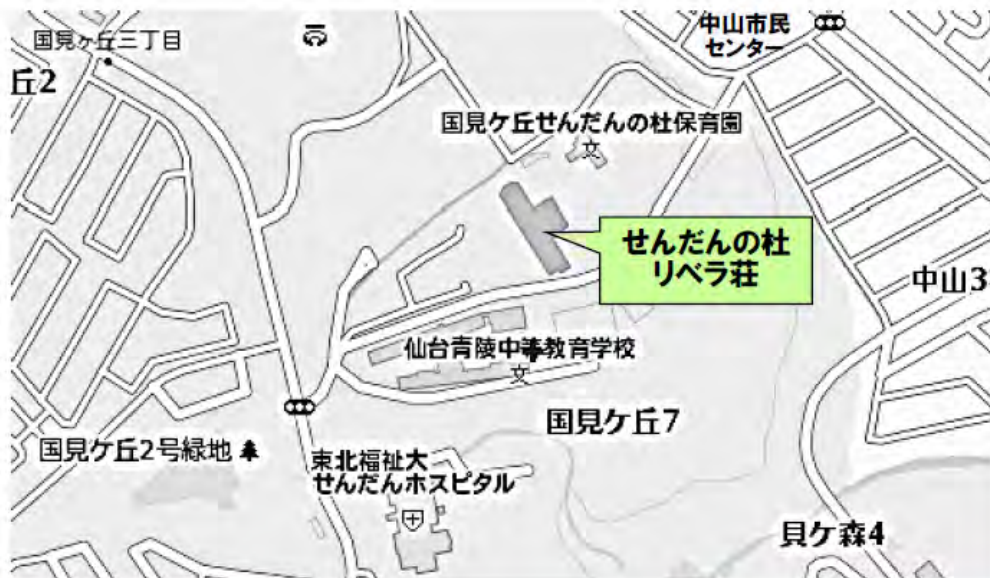 国見ヶ丘三丁目
中山市民
センター
丘2
国見ケ丘せんだんの杜保育園
文
せんだんの杜
リベラ荘
中山3
仙台青陵中等教育学校
文
国見ケ丘7
国見ケ丘2号緑地
東北福祉大
せんだんホスピタル
貝ケ森4